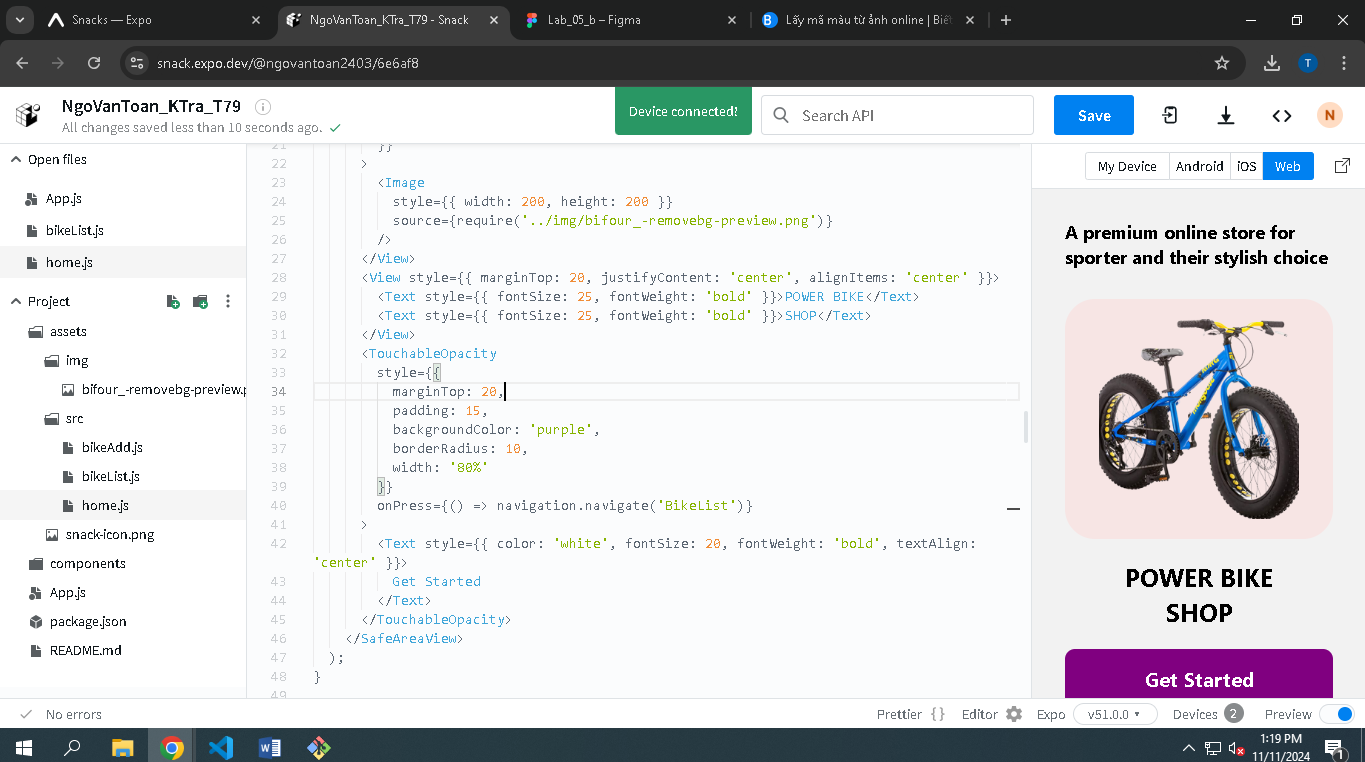 Snacks — Expo
NgoVanToan_KTra_T79 - Snack
Lab_05_b – Figma
B
Lấy mã màu từ ảnh online | Biết
snack.expo.dev/@ngovantoan2403/6e6af8
T
NgoVanToan_KTra_T79
All changes saved less than 10 seconds ago.
Device connected!
Search API
Save
N
Open files
App.js
bikeList.js
home.js
Project
assets
img
bifour_-removebg-preview.p
src
bikeAdd.js
bikeList.js
home.js
snack-icon.png
components
App.js
package.json
README.md
21 }}
22 >
23 <Image
24 style={{ width: 200, height: 200 }}
25 source={require('../img/bifour_-removebg-preview.png')}
26 />
27 </View>
28 <View style={{ marginTop: 20, justifyContent: 'center', alignItems: 'center' }}>
29 <Text style={{ fontSize: 25, fontWeight: 'bold' }}>POWER BIKE</Text>
30 <Text style={{ fontSize: 25, fontWeight: 'bold' }}>SHOP</Text>
31 </View>
32 <TouchableOpacity
33 style={{
34 marginTop: 20,
35 padding: 15,
36 backgroundColor: 'purple',
37 borderRadius: 10,
38 width: '80%'
39 }}
40 onPress={() => navigation.navigate('BikeList')}
41 >
42 <Text style={{ color: 'white', fontSize: 20, fontWeight: 'bold', textAlign:
'center' }}>
43 Get Started
44 </Text>
45 </TouchableOpacity>
46 </SafeAreaView>
47 );
48 }
49
My Device
Android
iOS
Web
A premium online store for
sporter and their stylish choice
POWER BIKE
SHOP
Get Started
No errors
Prettier {}
Editor
Expo
v51.0.0
Devices 2
Preview
1:19 PM
11/11/2024
1